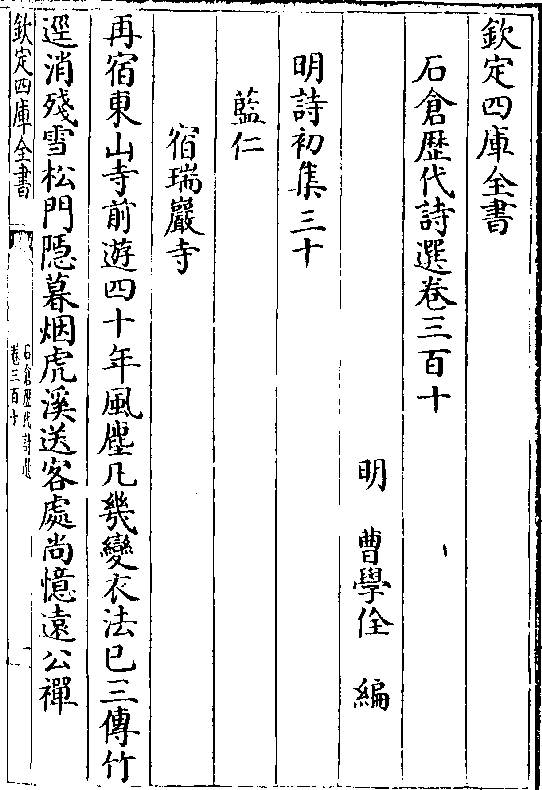 欽定四庫全書
石倉歷代詩選卷三百十
明　曹學佺　編
明詩初集三十
藍仁
宿瑞巖寺
再宿東山寺前遊四十年風塵凡幾變衣法已三傳竹
逕消殘雪松門隱暮烟虎溪送客處尚憶遠公禪
欽定四庫全書
石倉歷代詩選
卷三百十
一